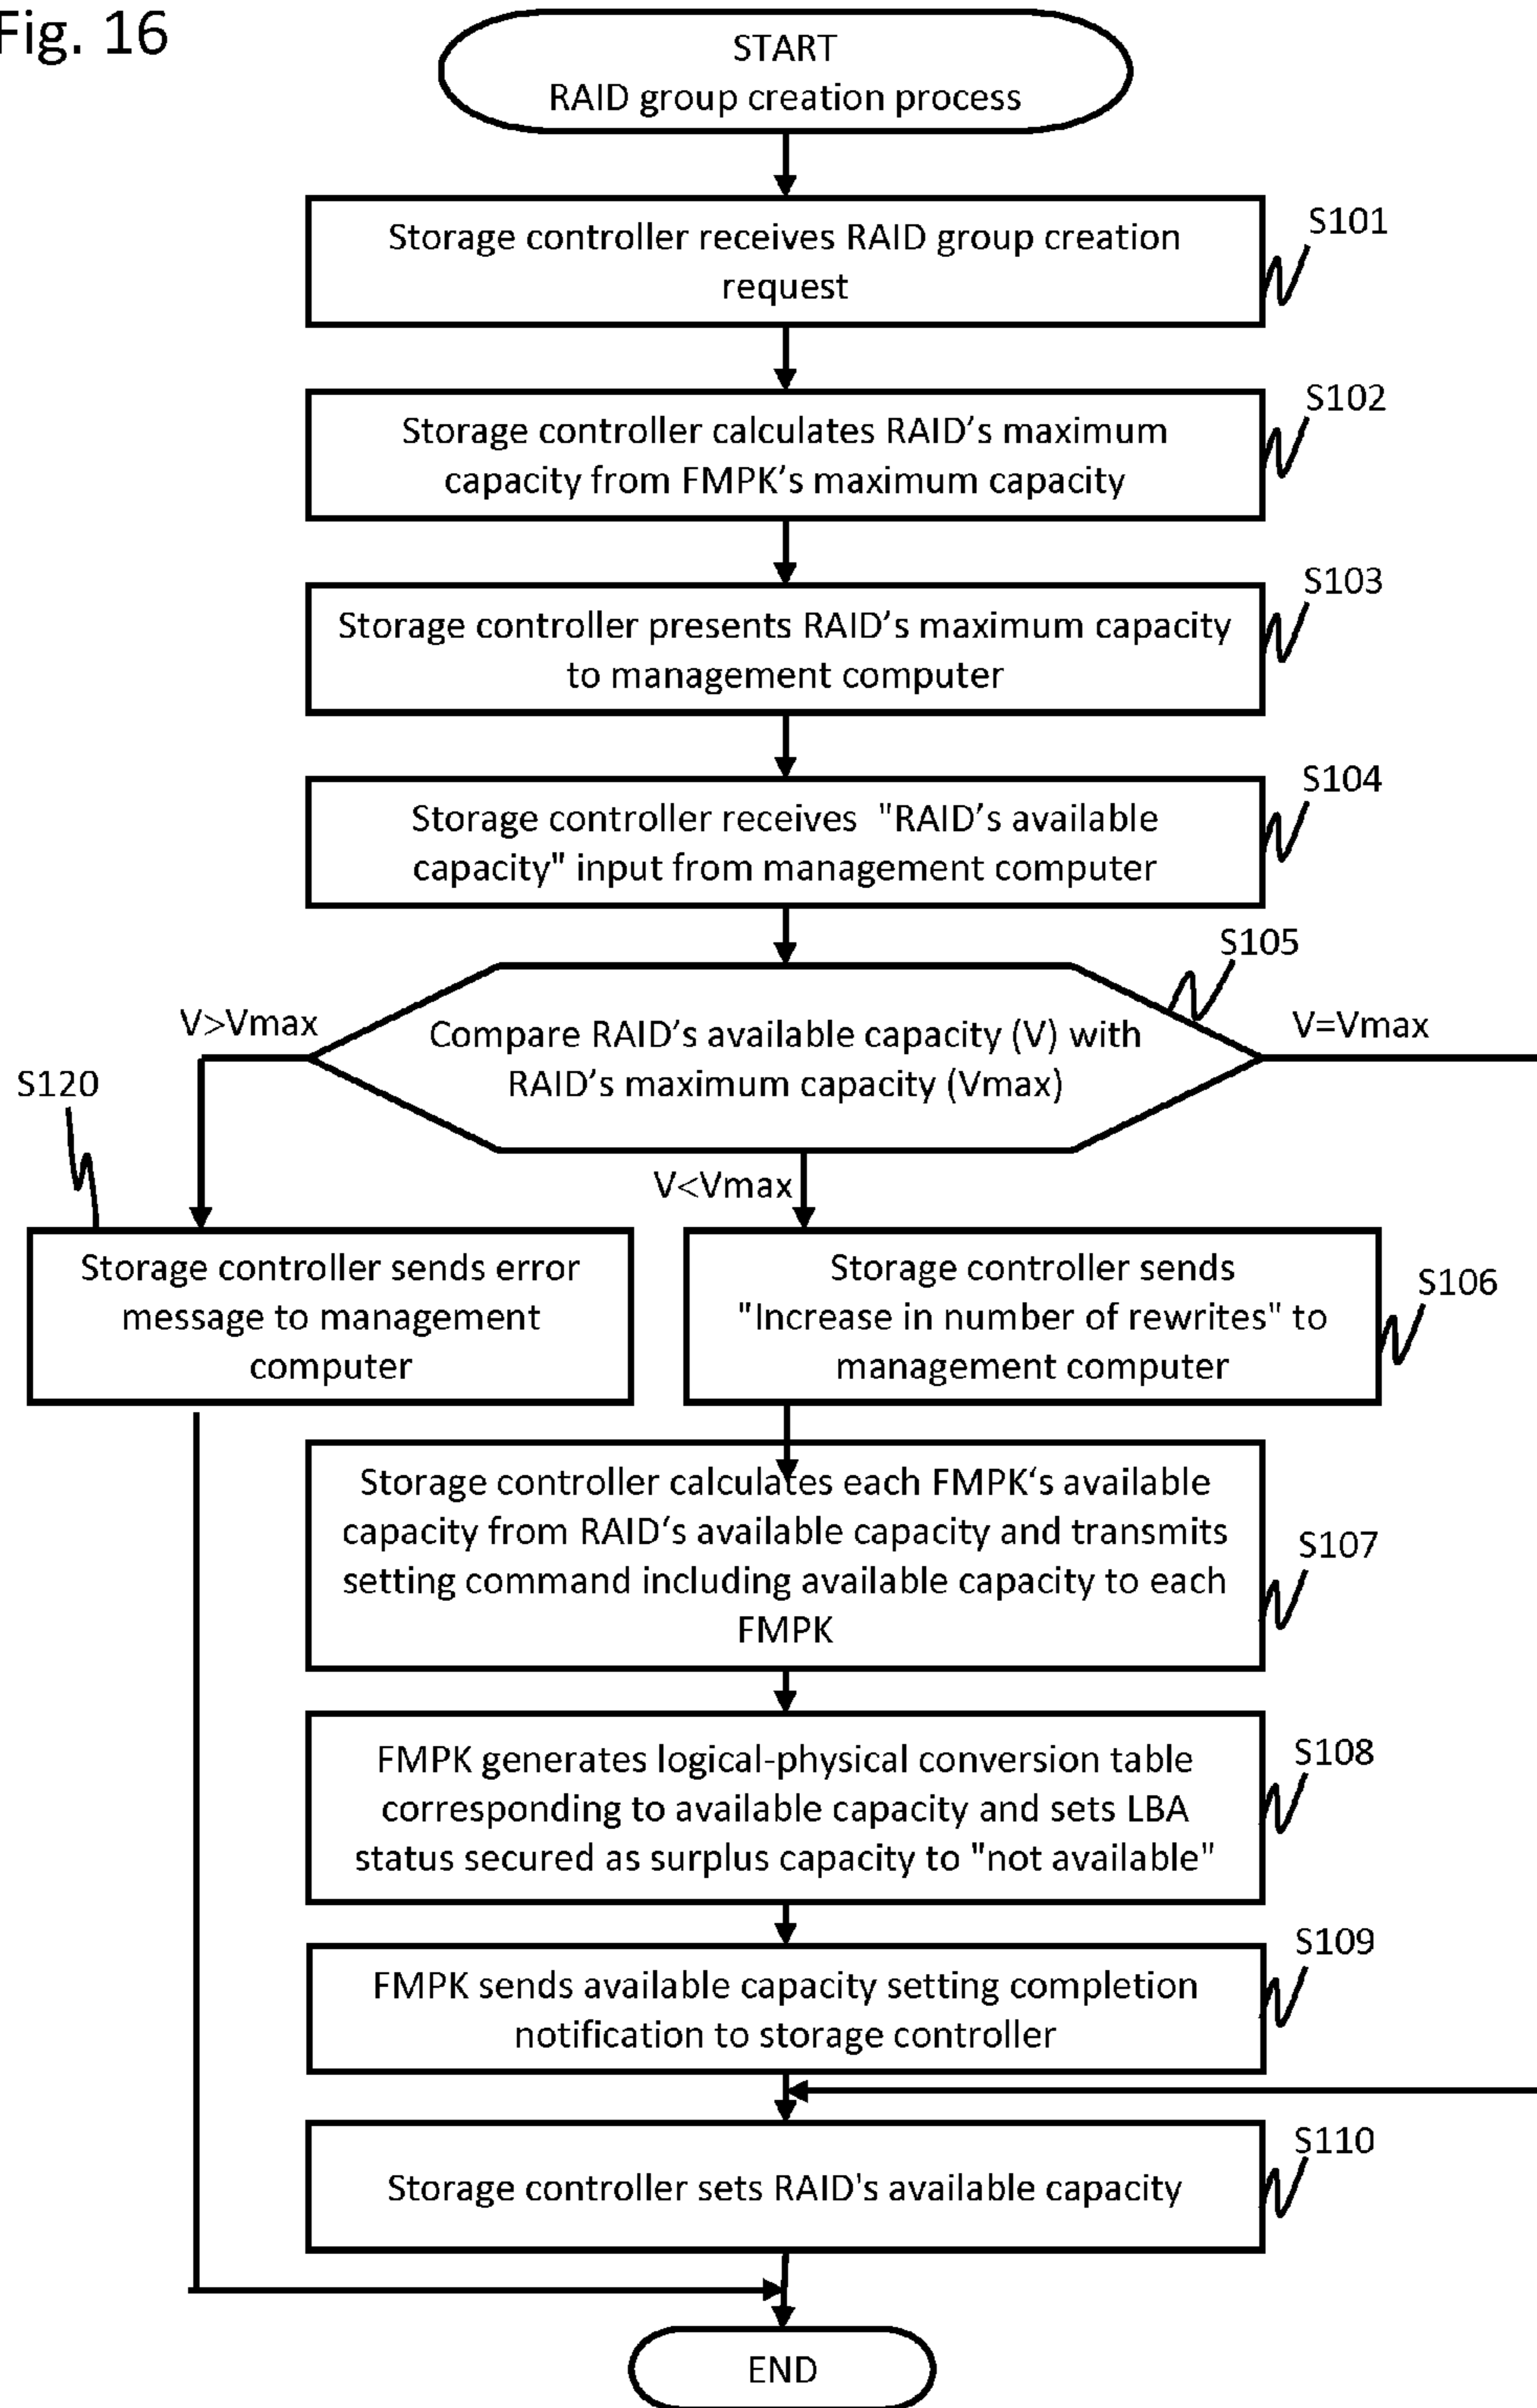 Fig. 16
START
RAID group creation process
Storage controller receives RAID group creation
request
S101
Storage controller calculates RAID's maximum
capacity from FMPK's maximum capacity
S102
Storage controller presents RAID's maximum capacity
to management computer
S103
Storage controller receives "RAID's available
capacity" input from management computer
S104
S105
V>Vmax
Compare RAID's available capacity (V) with
RAID's maximum capacity (Vmax)
V=Vmax
S120
V<Vmax
Storage controller sends error
message to management
computer
Storage controller sends
"Increase in number of rewrites" to
management computer
S106
Storage controller calculates each FMPK‘s available
capacity from RAID‘s available capacity and transmits
setting command including available capacity to each
FMPK
S107
FMPK generates logical-physical conversion table
corresponding to available capacity and sets LBA
status secured as surplus capacity to "not available"
S108
FMPK sends available capacity setting completion
notification to storage controller
S109
Storage controller sets RAID's available capacity
S110
END